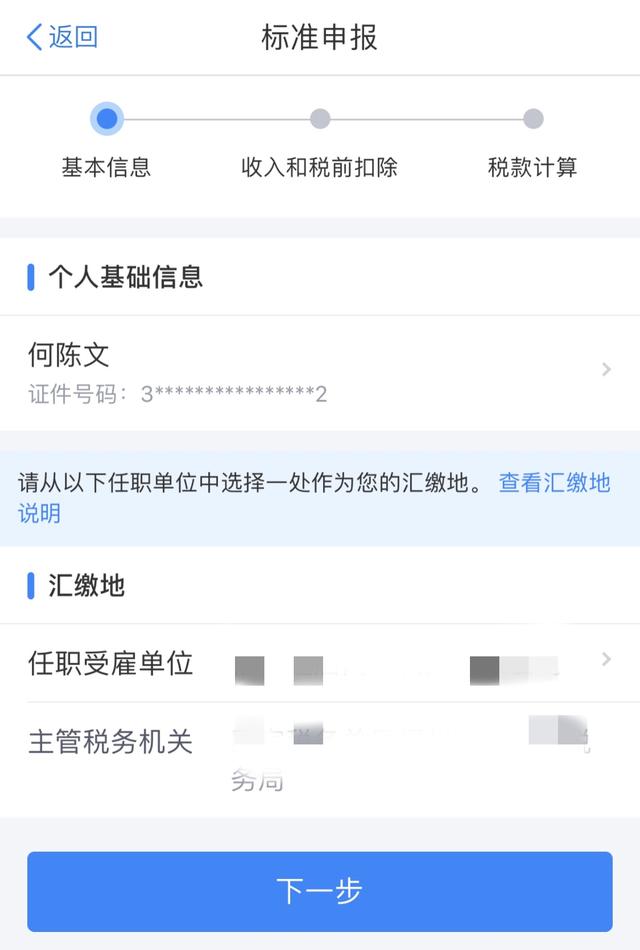 返回
标准申报
基本信息 收入和税前扣除 税款计算
个人基础信息
何陈文
证件号码：3****************2
请从以下任职单位中选择一处作为您的汇缴地。 查看汇缴地
说明
汇缴地
任职受雇单位
主管税务机关
务局
下一步